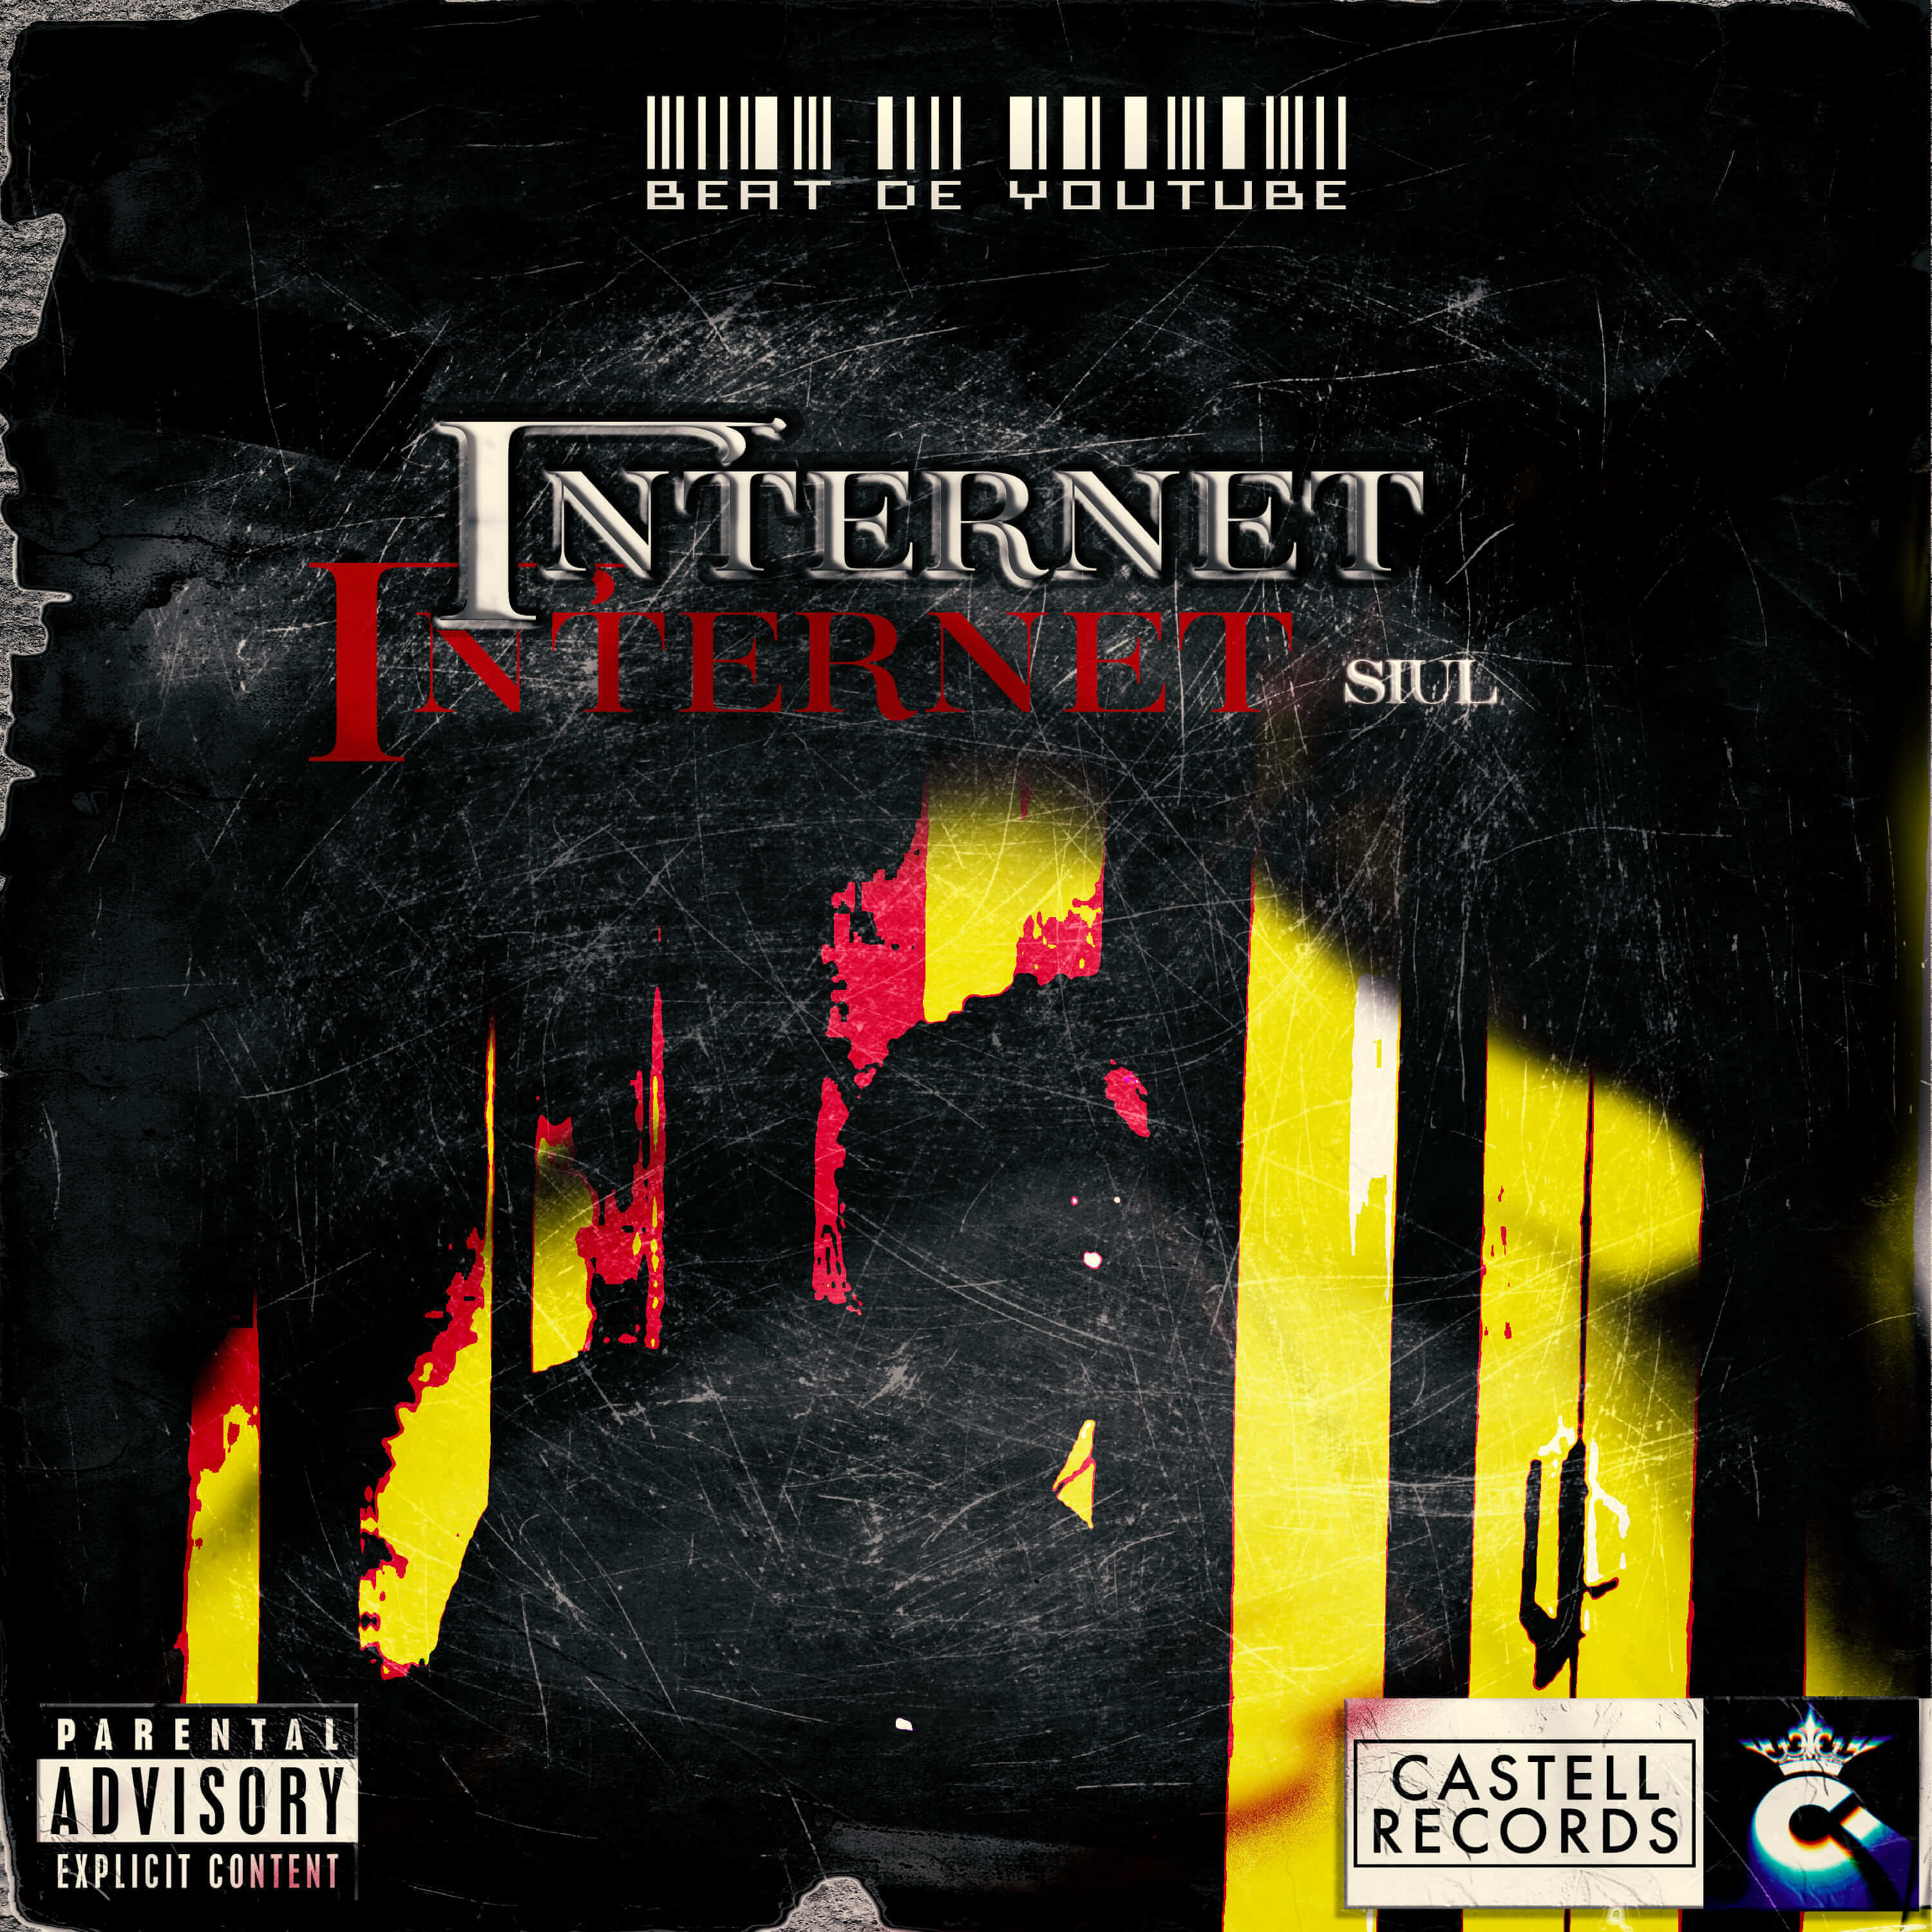 BEAT DE YOUTUBE
INTERNET
INTERNET SIUL
PARENTAL
ADVISORY
EXPLICIT CONTENT
CASTELL
RECORDS
C